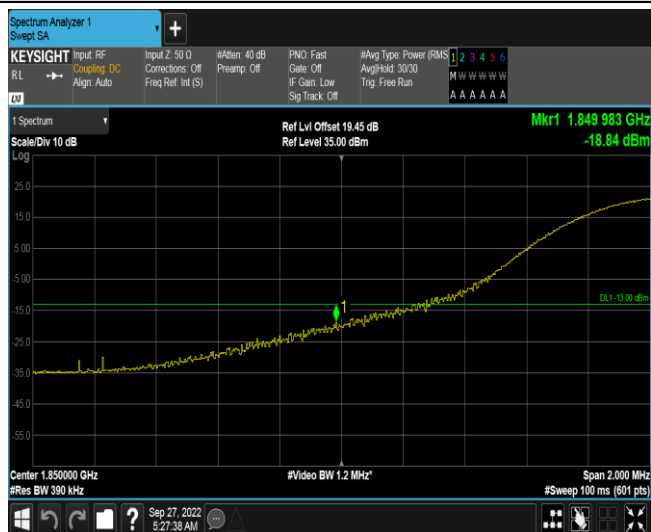 Spectrum Analyzer 1
Swept SA
+
KEYSIGHT
RL
LXI
Input: RF
Coupling: DC
Align: Auto
Input Z: 50 Ω
Corrections: Off
Freq Ref: Int (S)
#Atten: 40 dB
Preamp: Off
PNO: Fast
Gate: Off
IF Gain: Low
Sig Track: Off
#Avg Type: Power (RMS
Avg|Hold: 30/30
Trig: Free Run
1 2 3 4 5 6
M W W W W W
A A A A A A
1 Spectrum
Scale/Div 10 dB
Log
Ref Lvl Offset 19.45 dB
Ref Level 35.00 dBm
Mkr1 1.849 983 GHz
-18.84 dBm
25.0
15.0
5.00
-5.00
-15.0
-25.0
-35.0
-45.0
-55.0
1
DL1 -13.00 dBm
Center 1.850000 GHz
#Res BW 390 kHz
#Video BW 1.2 MHz*
Span 2.000 MHz
#Sweep 100 ms (601 pts)
?
Sep 27, 2022
5:27:38 AM